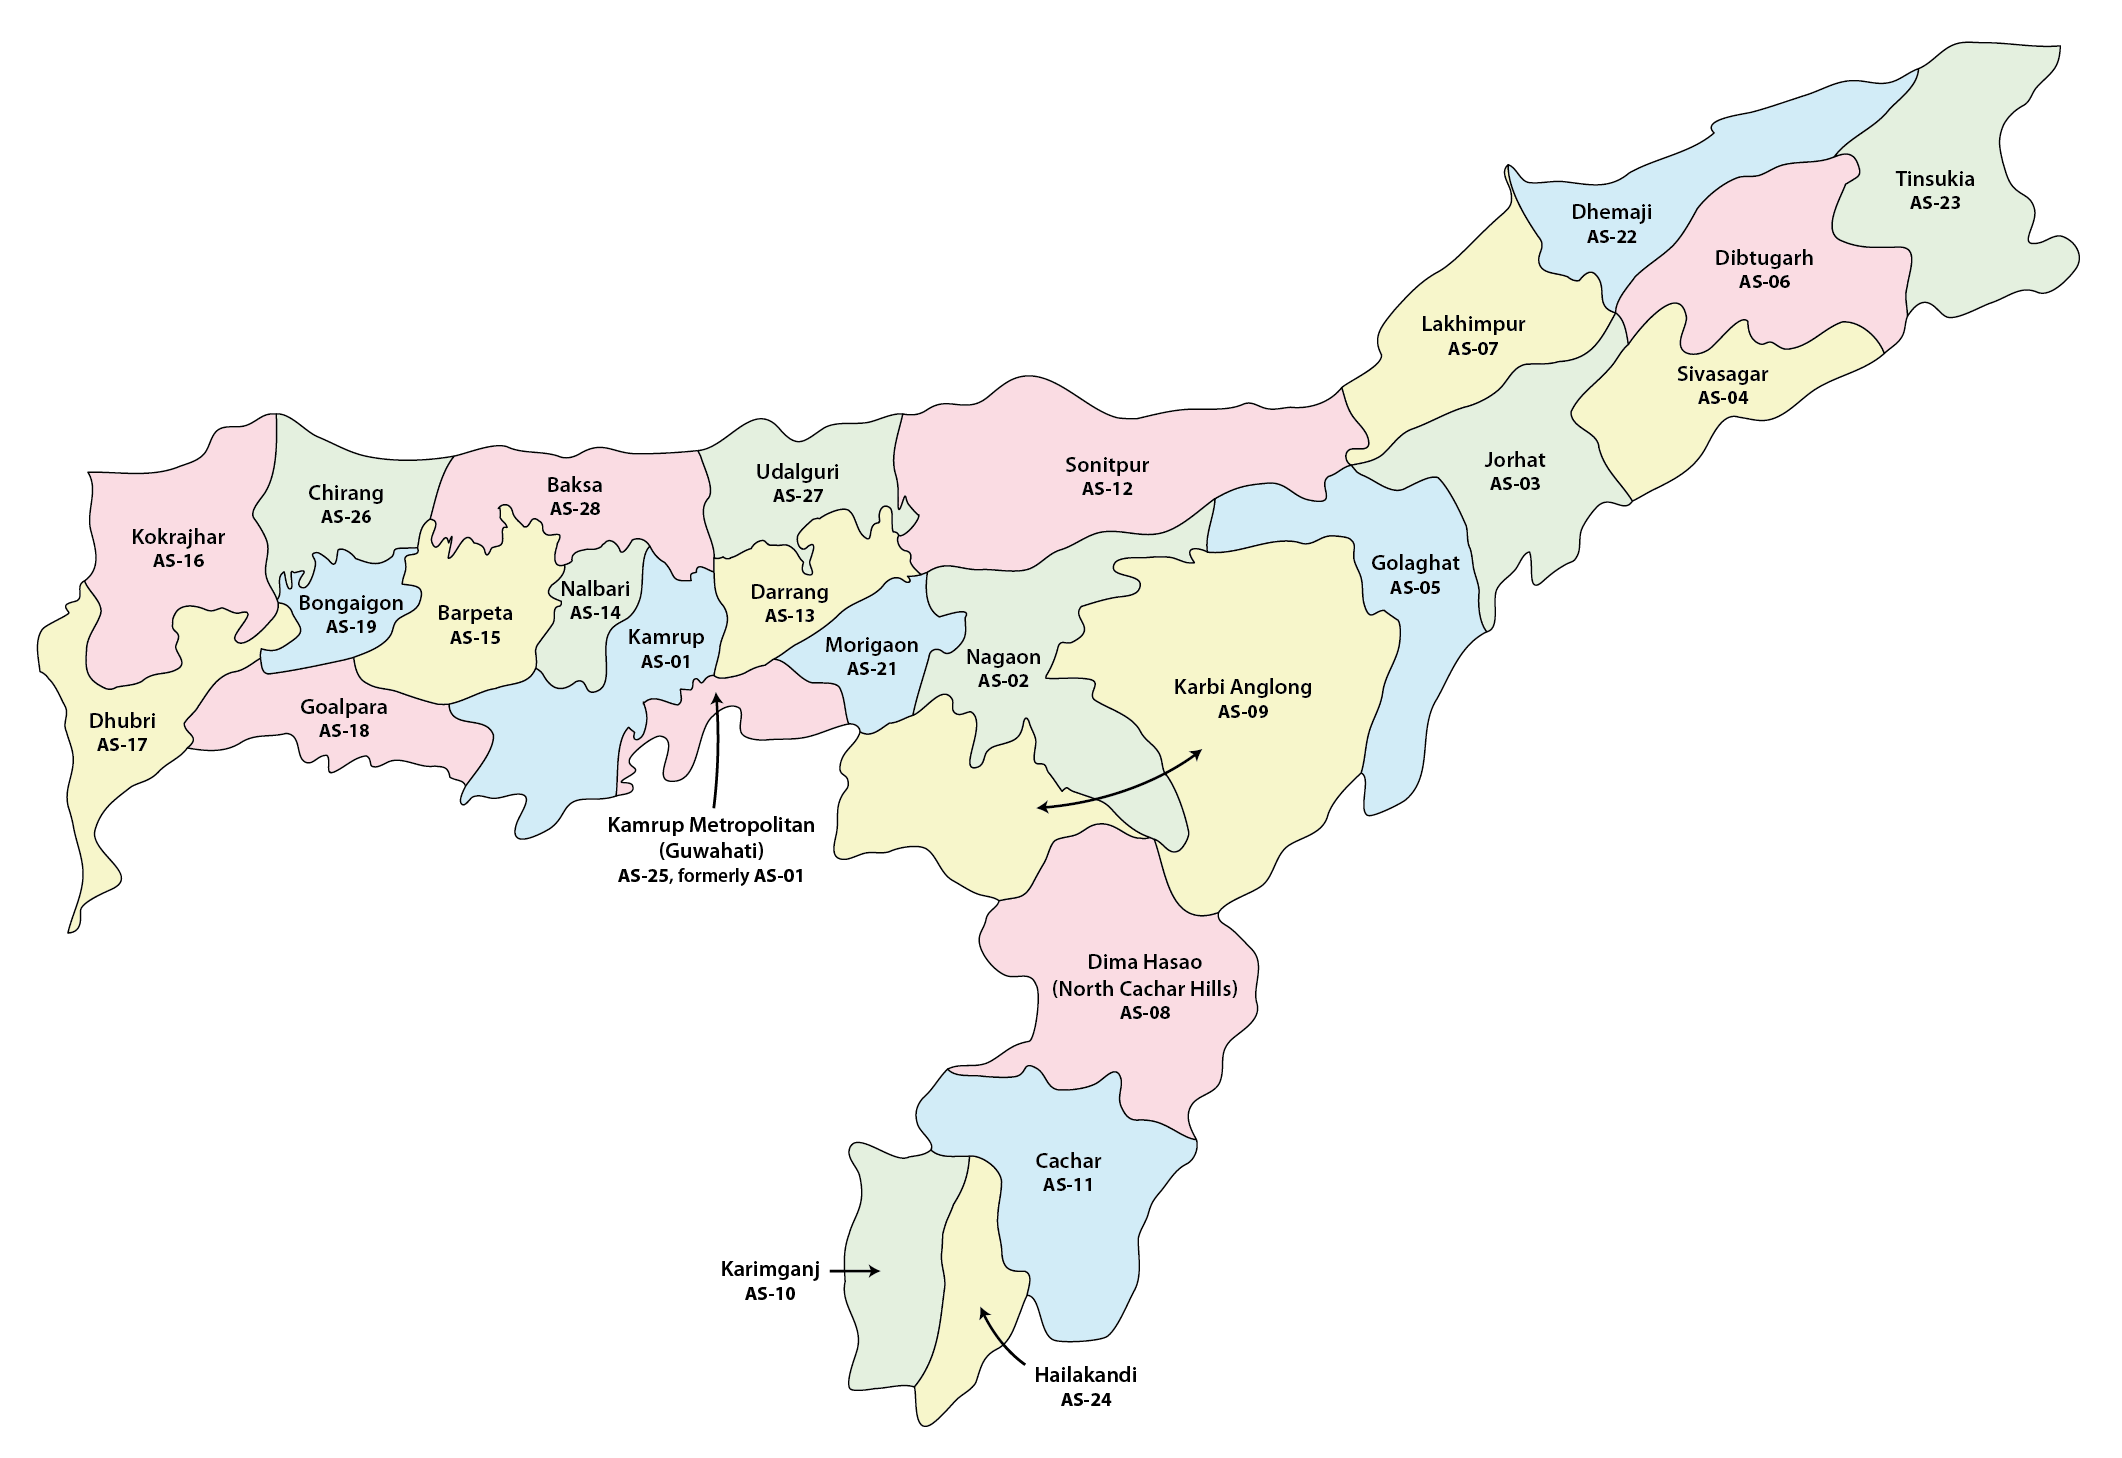 Tinsukia
AS-23
Dhemaji
AS-22
Dibtugarh
AS-06
Lakhimpur
AS-07
Sivasagar
AS-04
Jorhat
AS-03
Sonitpur
AS-12
Udalguri
AS-27
Baksa
AS-28
Chirang
AS-26
Kokrajhar
AS-16
Golaghat
AS-05
Bongaigon
AS-19
Barpeta
AS-15
Nalbari
AS-14
Kamrup
AS-01
Darrang
AS-13
Morigaon
AS-21
Nagaon
AS-02
Karbi Anglong
AS-09
Dhubri
AS-17
Goalpara
AS-18
Kamrup Metropolitan
(Guwahati)
AS-25, formerly AS-01
Dima Hasao
(North Cachar Hills)
AS-08
Cachar
AS-11
Karimganj
AS-10
Hailakandi
AS-24